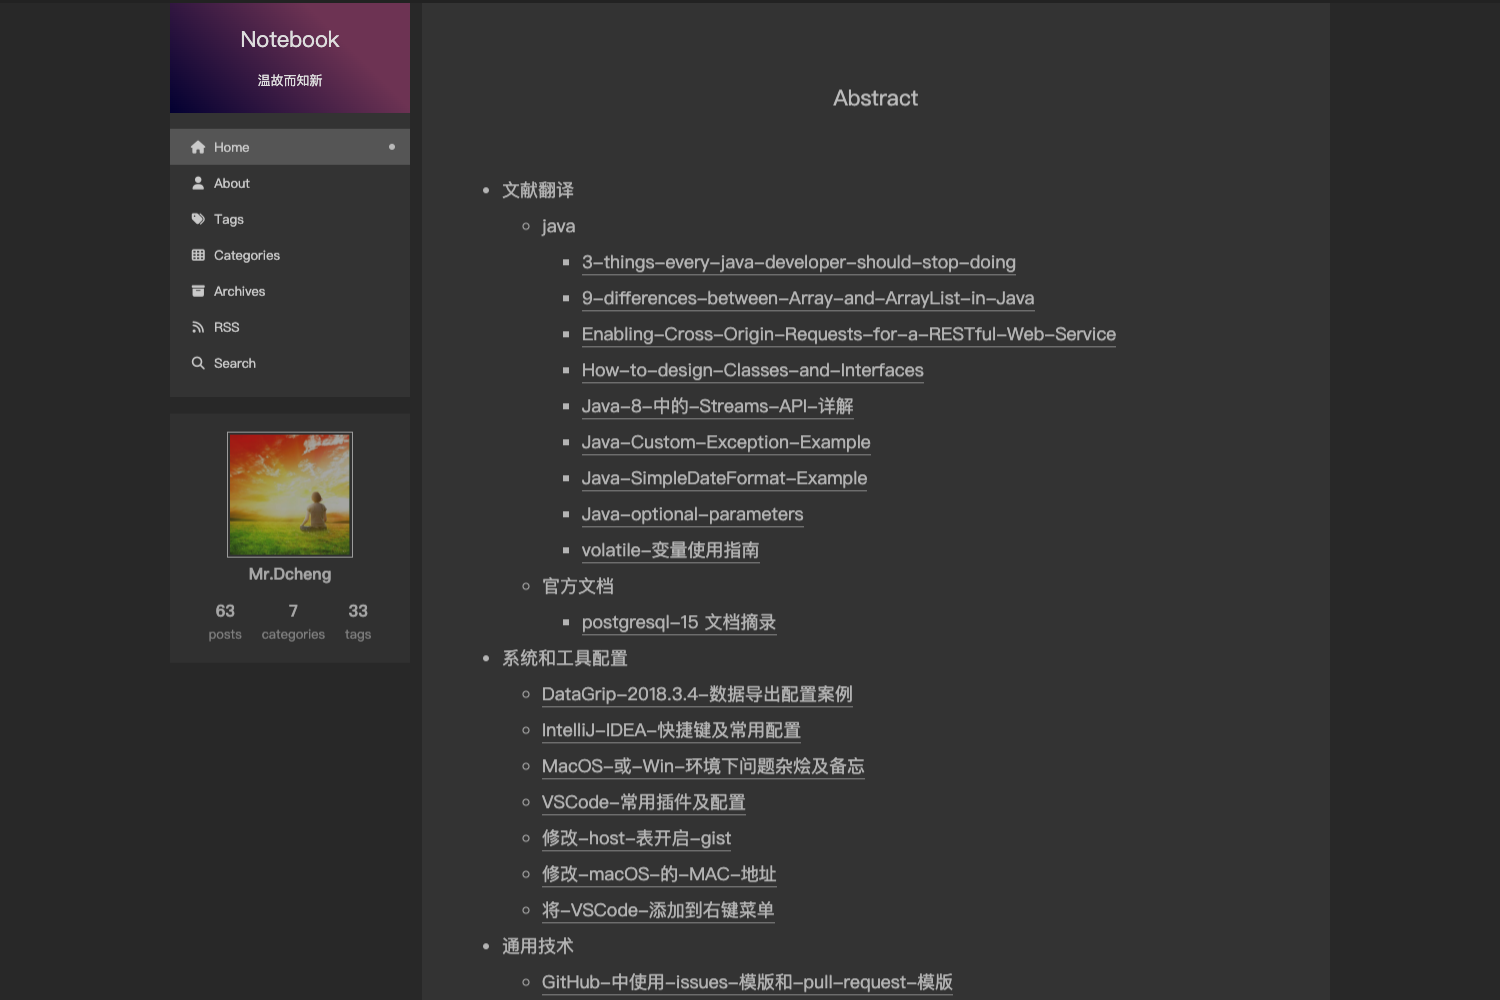 Notebook
温故而知新
Home
About
Tags
Categories
Archives
RSS
Search
Mr.Dcheng
63 7 33
posts categories tags
Abstract
文献翻译
java
3-things-every-java-developer-should-stop-doing
9-differences-between-Array-and-ArrayList-in-Java
Enabling-Cross-Origin-Requests-for-a-RESTful-Web-Service
How-to-design-Classes-and-Interfaces
Java-8-中的-Streams-API-详解
Java-Custom-Exception-Example
Java-SimpleDateFormat-Example
Java-optional-parameters
volatile-变量使用指南
官方文档
postgresql-15 文档摘录
系统和工具配置
DataGrip-2018.3.4-数据导出配置案例
IntelliJ-IDEA-快捷键及常用配置
MacOS-或-Win-环境下问题杂烩及备忘
VSCode-常用插件及配置
修改-host-表开启-gist
修改-macOS-的-MAC-地址
将-VSCode-添加到右键菜单
通用技术
GitHub-中使用-issues-模版和-pull-request-模版